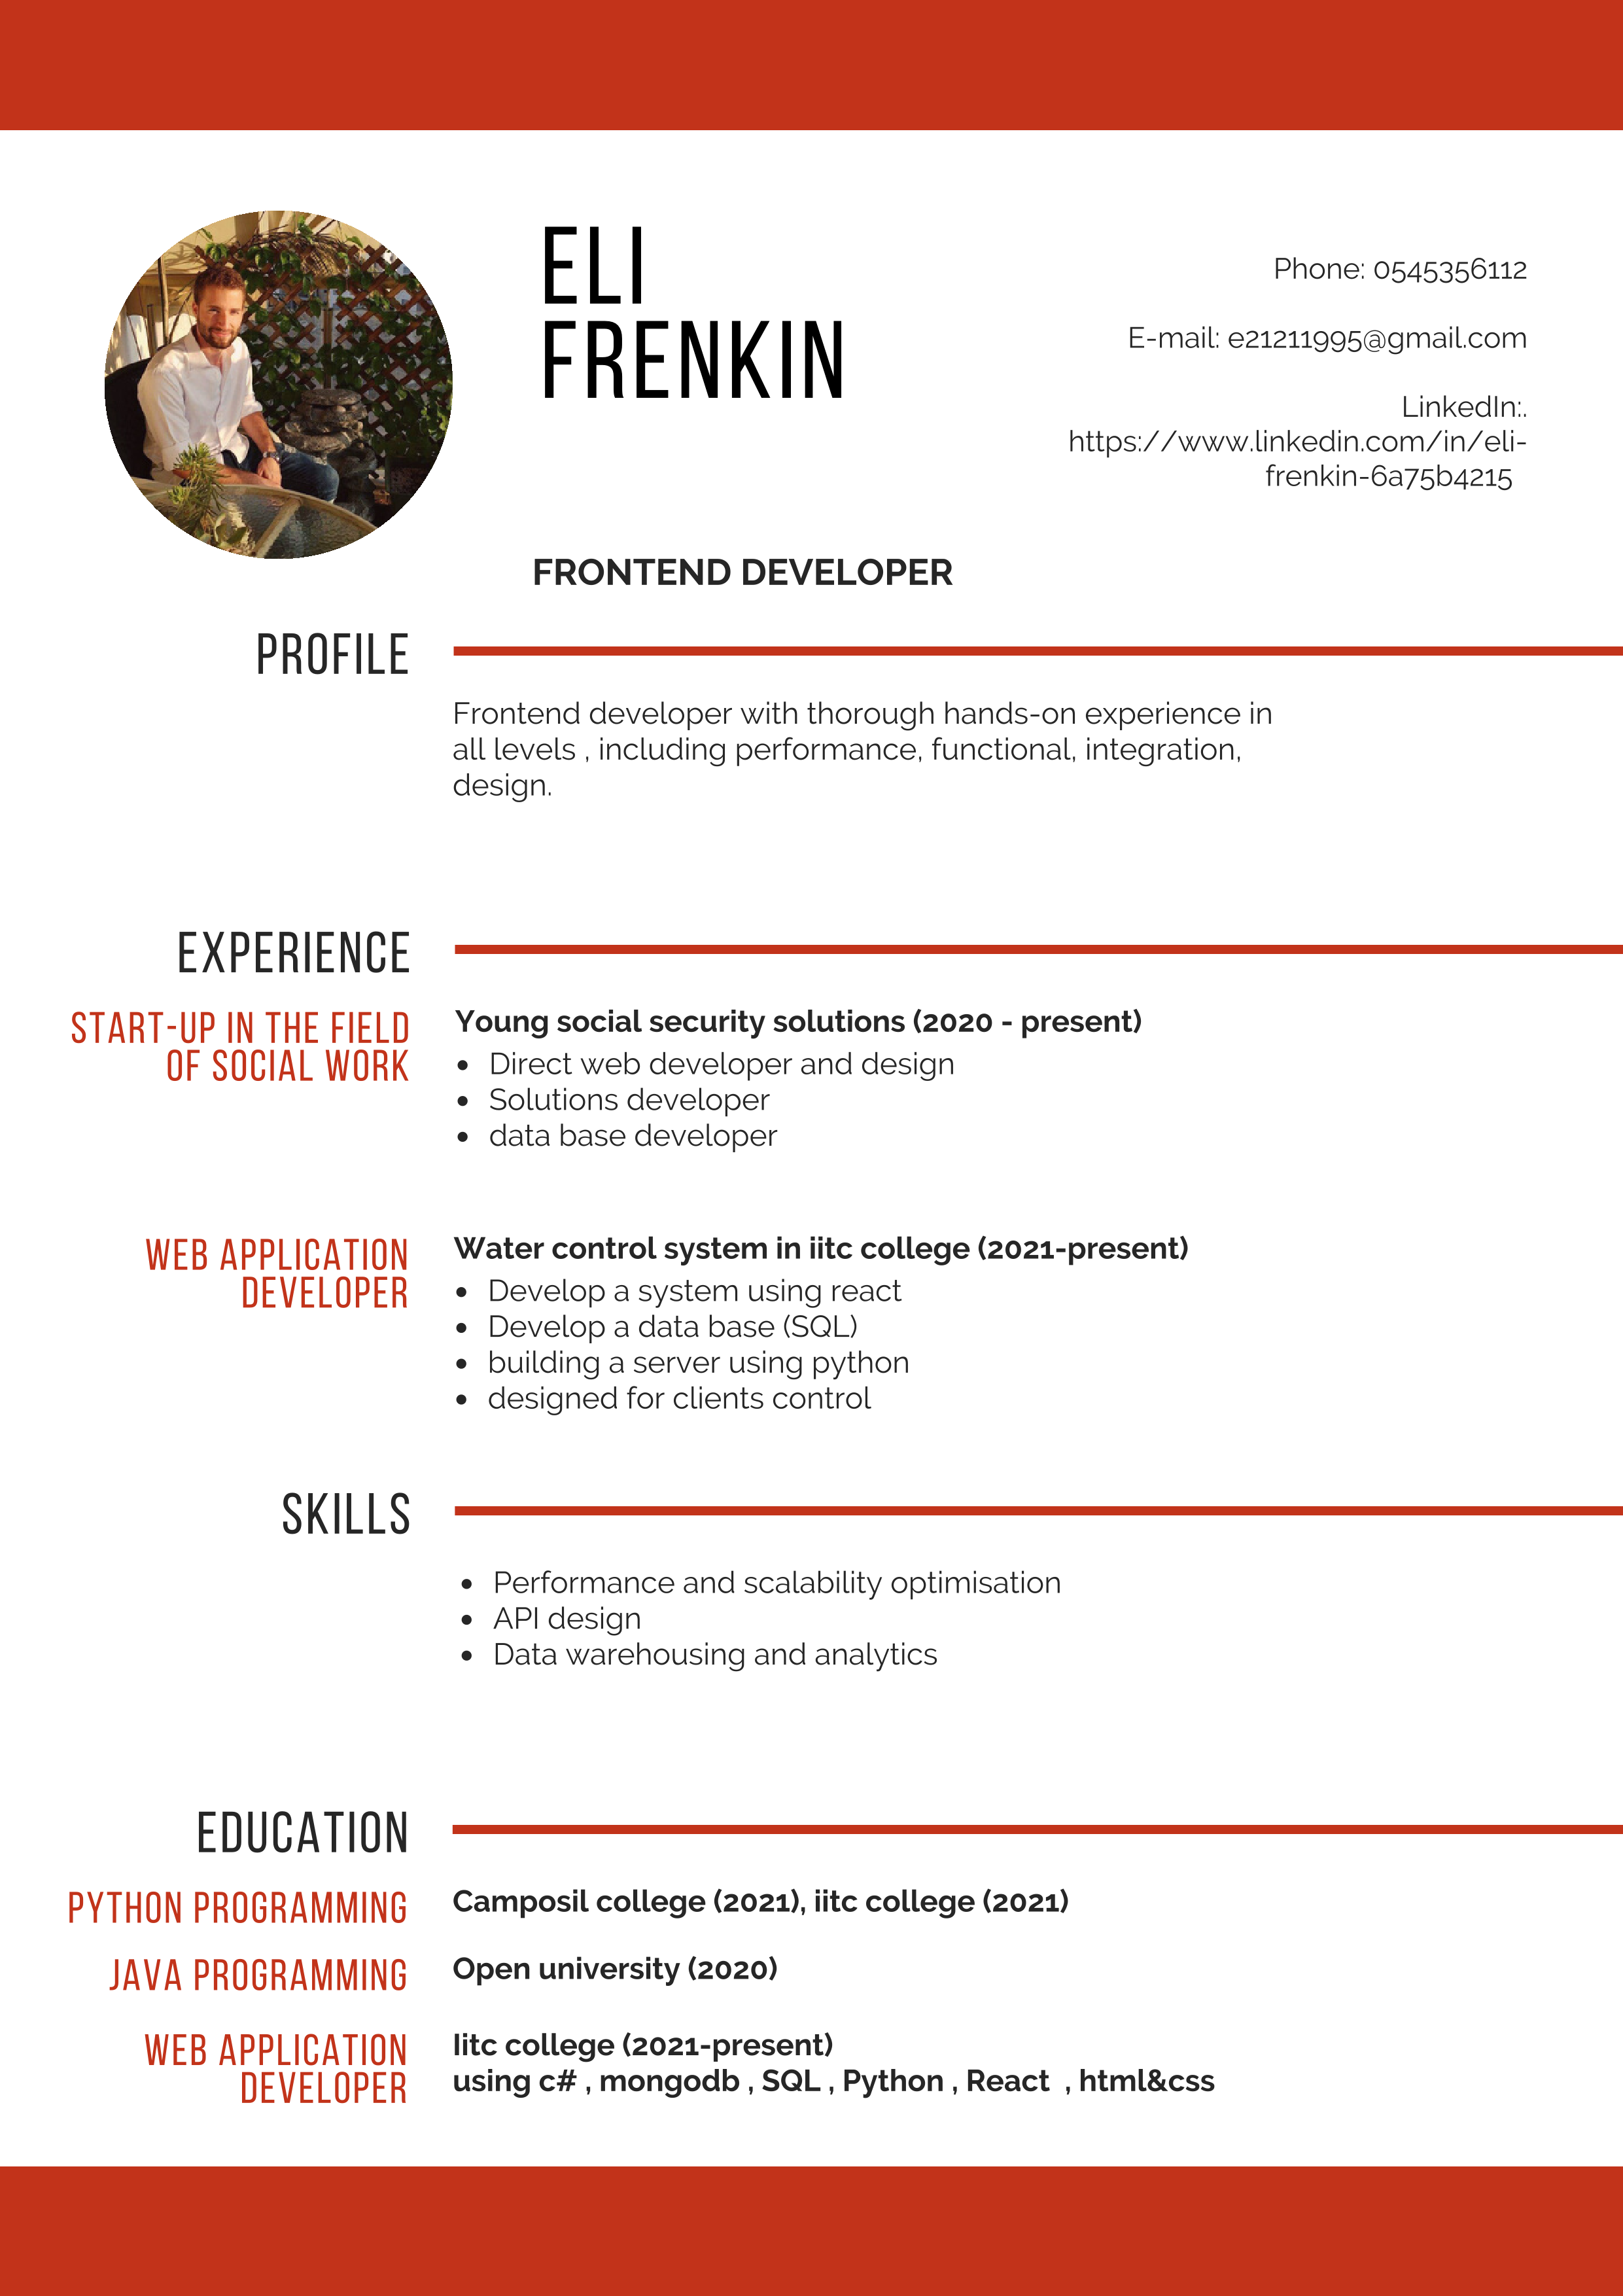 ELI
FRENKIN
Phone: 0545356112
E-mail: e21211995@gmail.com
LinkedIn:.
https://www.linkedin.com/in/eli-
frenkin-6a75b4215
FRONTEND DEVELOPER
PROFILE
Frontend developer with thorough hands-on experience in
all levels , including performance, functional, integration,
design.
EXPERIENCE
START-UP IN THE FIELD
OF SOCIAL WORK
Young social security solutions (2020 - present)
• Direct web developer and design
• Solutions developer
• data base developer
WEB APPLICATION
DEVELOPER
Water control system in iitc college (2021-present)
• Develop a system using react
• Develop a data base (SQL)
• building a server using python
• designed for clients control
SKILLS
• Performance and scalability optimisation
• API design
• Data warehousing and analytics
EDUCATION
PYTHON PROGRAMMING
Camposil college (2021), iitc college (2021)
JAVA PROGRAMMING
Open university (2020)
WEB APPLICATION
DEVELOPER
Iitc college (2021-present)
using c# , mongodb , SQL , Python , React  , html&css